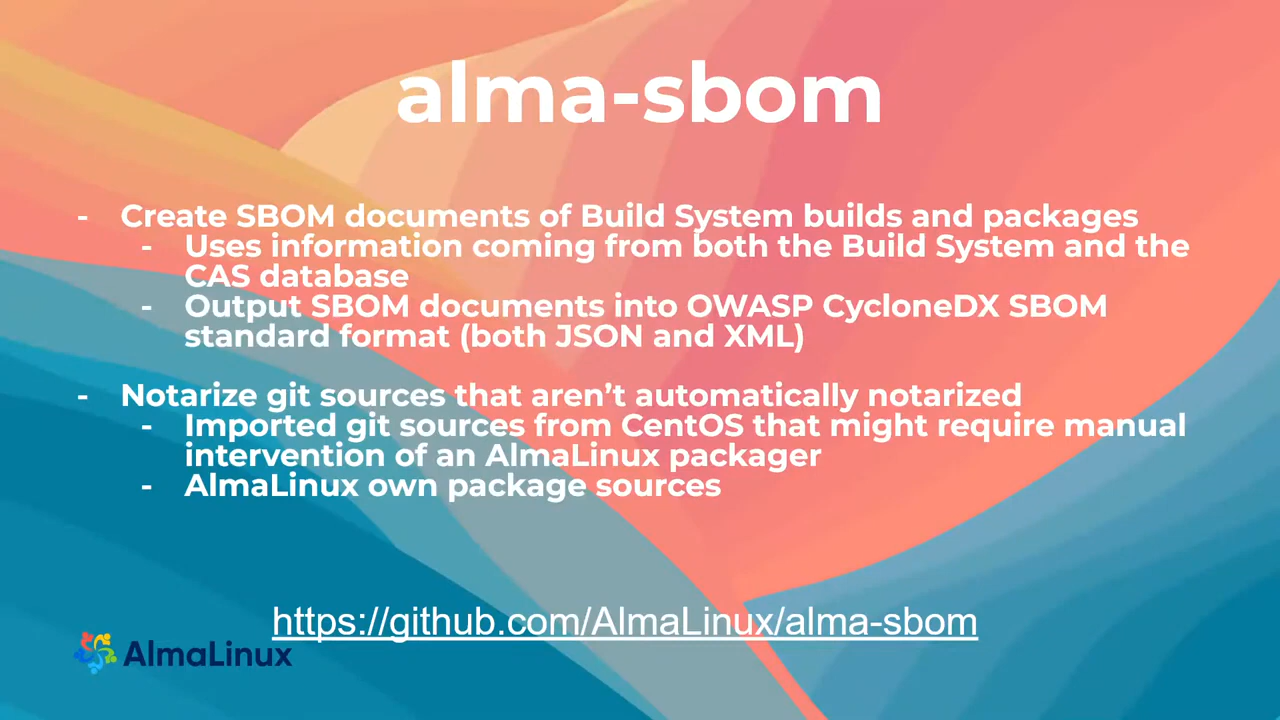 alma-sbom
- Create SBOM documents of Build System builds and packages
- Uses information coming from both the Build System and the
CAS database
- Output SBOM documents into OWASP CycloneDX SBOM
standard format (both JSON and XML)
- Notarize git sources that aren’t automatically notarized
- Imported git sources from CentOS that might require manual
intervention of an AlmaLinux packager
- AlmaLinux own package sources
https://github.com/AlmaLinux/alma-sbom
AlmaLinux